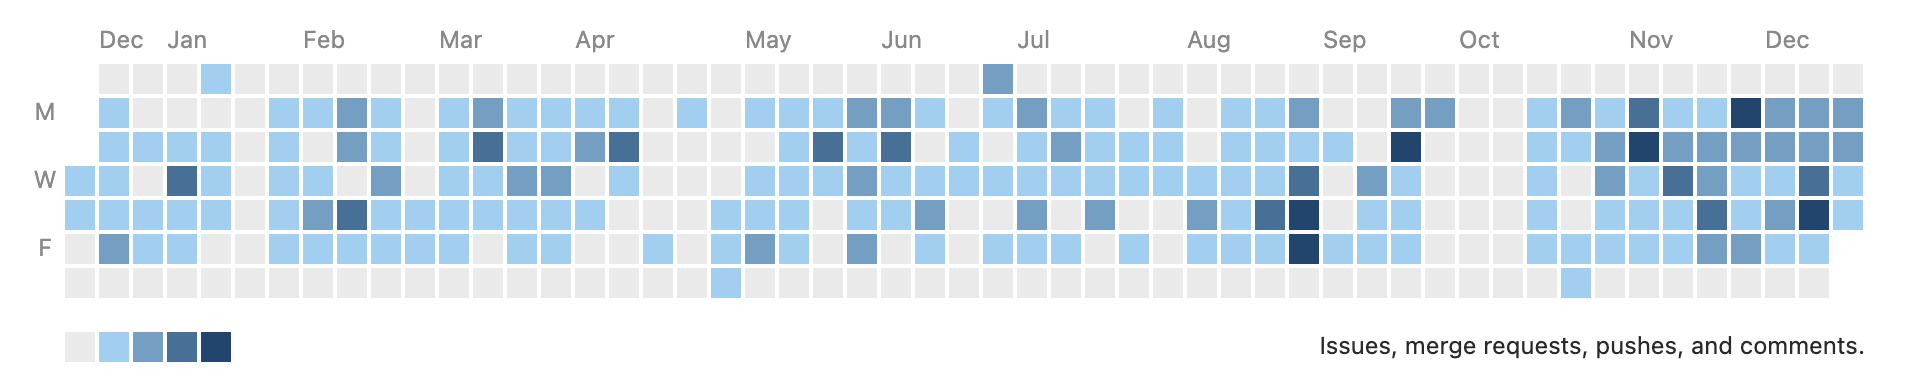 Dec Jan Feb Mar Apr May Jun Jul Aug Sep Oct Nov Dec
M
W
F
Issues, merge requests, pushes, and comments.